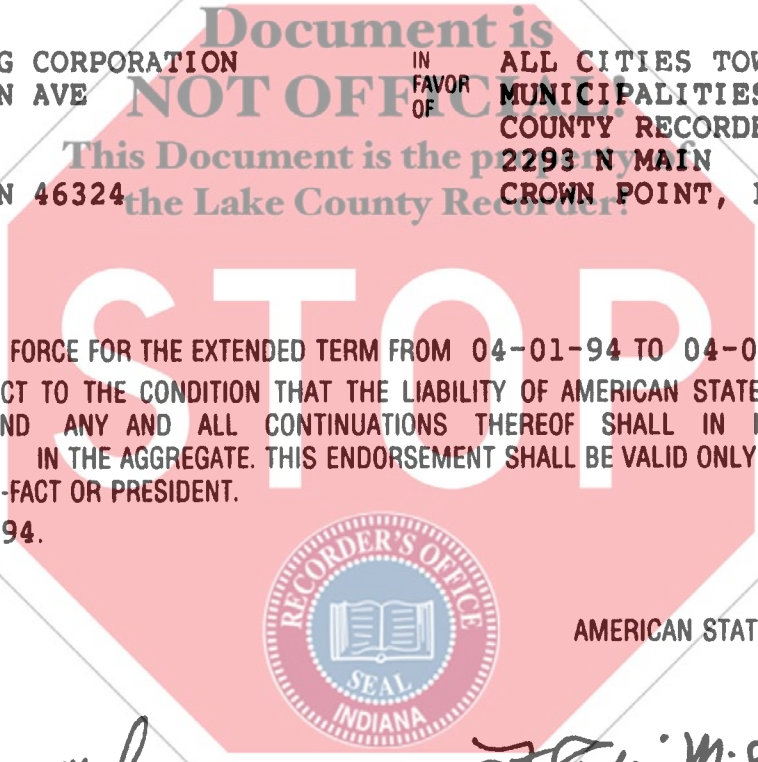 Document is
G CORPORATION IN ALL CITIES TOW
N AVE FAVOR MUNICIPALITIES
NOT OFFICIAL!
OF COUNTY RECORDE
This Document is the property of
2293 N MAIN
N 46324 CROWN POINT, I
the Lake County Recorder!
STOP
FORCE FOR THE EXTENDED TERM FROM 04-01-94 TO 04-0
CT TO THE CONDITION THAT THE LIABILITY OF AMERICAN STATE
ND ANY AND ALL CONTINUATIONS THEREOF SHALL IN
IN THE AGGREGATE. THIS ENDORSEMENT SHALL BE VALID ONLY
-FACT OR PRESIDENT.
94.
RECORDER'S OFFICE
SEAL
INDIANA
AMERICAN STAT